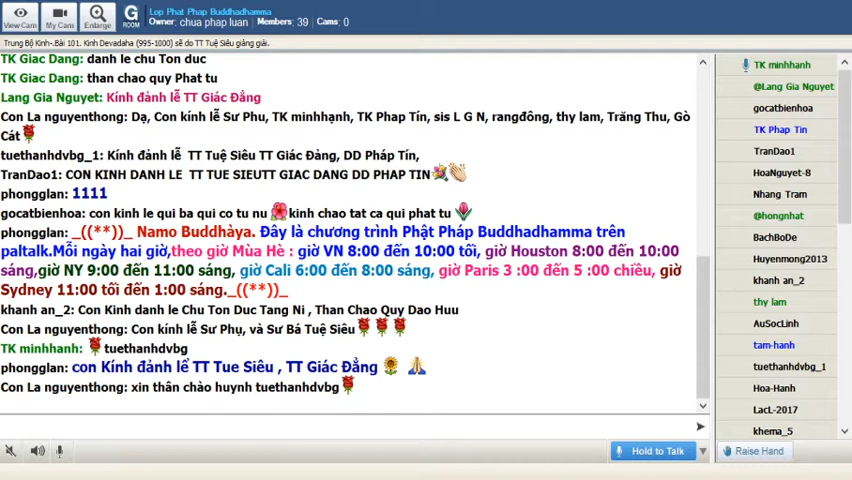 View Cam
My Cam
Enlarge
G
ROOM
Lop Phat Phap Buddhadhamma
Owner: chua phap luan Members: 39 Cams: 0
Trung Bộ Kinh-.Bài 101. Kinh Devadaha (995-1000) sẽ do TT Tuệ Siêu giảng giải.
TK Giac Dang: danh le chu Ton duc
TK Giac Dang: than chao quy Phat tu
Lang Gia Nguyet: Kính đảnh lễ TT Giác Đẳng
Con La nguyenthong: Dạ, Con kính lễ Sư Phu, TK minhhạnh, TK Phap Tín, sis L G N, rangđông, thy lam, Trăng Thu, Gò
Cát
tuethanhdvbg_1: Kính đảnh lễ TT Tuệ Siêu TT Giác Đảng, DD Pháp Tín,
TranDao1: CON KINH DANH LE TT TUE SIEUTT GIAC DANG DD PHAP TIN
phongglan: 1111
gocatbienhoa: con kinh le qui ba qui co tu nu kinh chao tat ca qui phat tu
phongglan: _((**))_ Namo Buddhàya. Đây là chương trình Phật Pháp Buddhadhamma trên
paltalk.Mỗi ngày hai giờ,theo giờ Mùa Hè : giờ VN 8:00 đến 10:00 tối, giờ Houston 8:00 đến 10:00
sáng,giờ NY 9:00 đến 11:00 sáng, giờ Cali 6:00 đến 8:00 sáng, giờ Paris 3 :00 đến 5 :00 chiều, giờ
Sydney 11:00 tối đến 1:00 sáng._((**))_
khanh an_2: Con Kinh danh le Chu Ton Duc Tang Ni , Than Chao Quy Dao Huu
Con La nguyenthong: Con kính lễ Sư Phụ, và Sư Bá Tuệ Siêu
TK minhhanh: tuethanhdvbg
phongglan: con Kính đảnh lể TT Tue Siêu , TT Giác Đẳng
Con La nguyenthong: xin thân chào huynh tuethanhdvbg
Hold to Talk
TK minhhanh
@Lang Gia Nguyet
gocatbienhoa
TK Phap Tin
TranDao1
HoaNguyet-8
Nhang Tram
@hongnhat
BachBoDe
Huyenmong2013
khanh an_2
thy lam
AuSocLinh
tam-hanh
tuethanhdvbg_1
Hoa-Hanh
LacL-2017
khema_5
Raise Hand